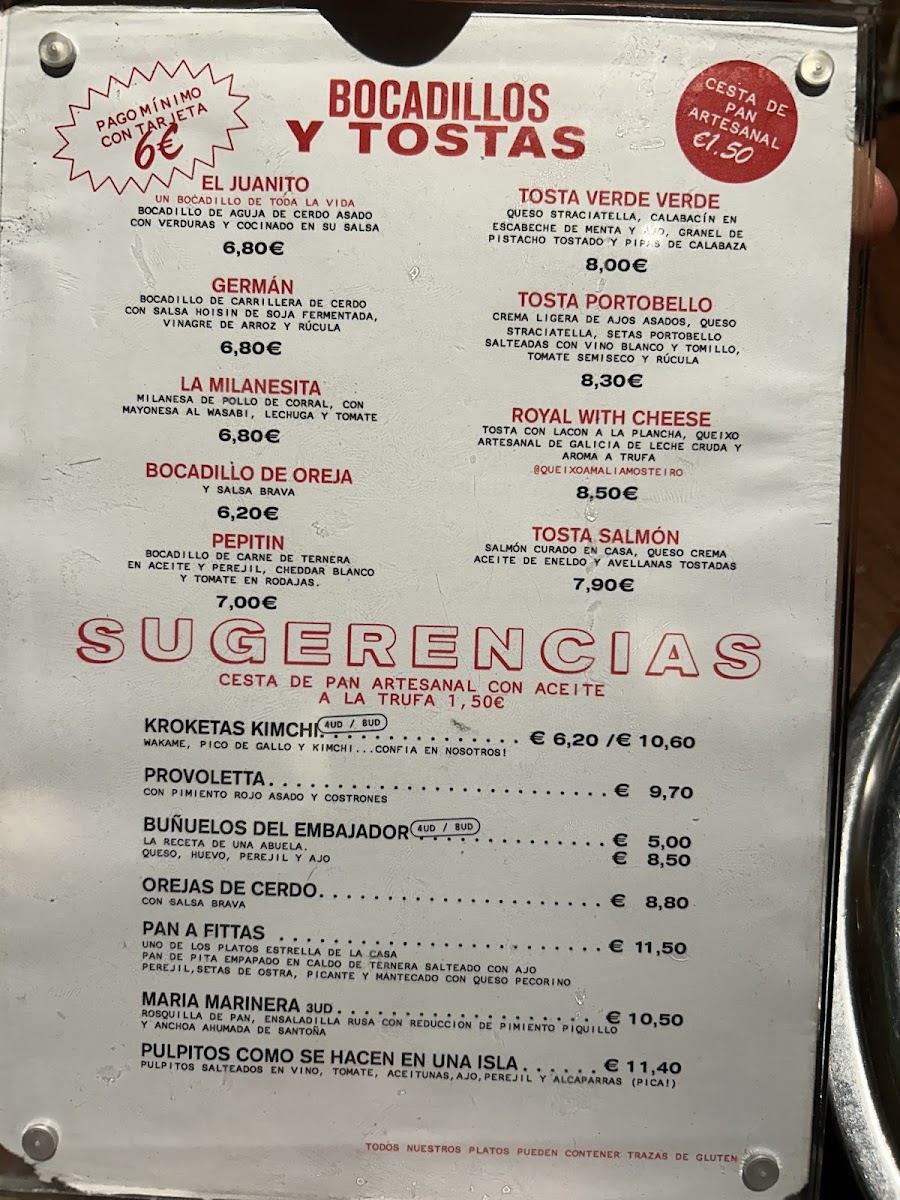 PAGO MÍNIMO
CON TARJETA
6€
BOCADILLOS
Y TOSTAS
CESTA DE
PAN
ARTESANAL
€1,50
EL JUANITO
UN BOCADILLO DE TODA LA VIDA
BOCADILLO DE AGUJA DE CERDO ASADO
CON VERDURAS Y COCINADO EN SU SALSA
6,80€
GERMÁN
BOCADILLO DE CARRILLERA DE CERDO
CON SALSA HOISIN DE SOJA FERMENTADA,
VINAGRE DE ARROZ Y RÚCULA
6,80€
LA MILANESITA
MILANESA DE POLLO DE CORRAL, CON
MAYONESA AL WASABI, LECHUGA Y TOMATE
6,80€
BOCADILLO DE OREJA
Y SALSA BRAVA
6,20€
PEPITIN
BOCADILLO DE CARNE DE TERNERA
EN ACEITE Y PEREJIL, CHEDDAR BLANCO
Y TOMATE EN RODAJAS.
7,00€
TOSTA VERDE VERDE
QUESO STRACIATELLA, CALABACÍN EN
ESCABECHE DE MENTA Y AJO, GRANEL DE
PISTACHO TOSTADO Y PIPAS DE CALABAZA
8,00€
TOSTA PORTOBELLO
CREMA LIGERA DE AJOS ASADOS, QUESO
STRACIATELLA, SETAS PORTOBELLO
SALTEADAS CON VINO BLANCO Y TOMILLO,
TOMATE SEMISECO Y RÚCULA
8,30€
ROYAL WITH CHEESE
TOSTA CON LACON A LA PLANCHA, QUEIXO
ARTESANAL DE GALICIA DE LECHE CRUDA Y
AROMA A TRUFA
@QUEIXOAMALIAMOSTEIRO
8,50€
TOSTA SALMÓN
SALMÓN CURADO EN CASA, QUESO CREMA
ACEITE DE ENELDO Y AVELLANAS TOSTADAS
7,90€
SUGERENCIAS
CESTA DE PAN ARTESANAL CON ACEITE
A LA TRUFA 1,50€
KROKETAS KIMCHI 4UD / 8UD € 6,20 /€ 10,60
WAKAME, PICO DE GALLO Y KIMCHI...CONFIA EN NOSOTROS!
PROVOLETTA € 9,70
CON PIMIENTO ROJO ASADO Y COSTRONES
BUÑUELOS DEL EMBAJADOR 4UD / 8UD € 5,00
LA RECETA DE UNA ABUELA.
QUESO, HUEVO, PEREJIL Y AJO € 8,50
OREJAS DE CERDO € 8,80
CON SALSA BRAVA
PAN A FITTAS € 11,50
UNO DE LOS PLATOS ESTRELLA DE LA CASA
PAN DE PITA EMPAPADO EN CALDO DE TERNERA SALTEADO CON AJO
PEREJIL,SETAS DE OSTRA, PICANTE Y MANTECADO CON QUESO PECORINO
MARIA MARINERA 3UD € 10,50
ROSQUILLA DE PAN, ENSALADILLA RUSA CON REDUCCION DE PIMIENTO PIQUILLO
Y ANCHOA AHUMADA DE SANTOÑA
PULPITOS COMO SE HACEN EN UNA ISLA € 11,40
PULPITOS SALTEADOS EN VINO, TOMATE, ACEITUNAS,AJO,PEREJIL Y ALCAPARRAS (PICA!)
TODOS NUESTROS PLATOS PUEDEN CONTENER TRAZAS DE GLUTEN